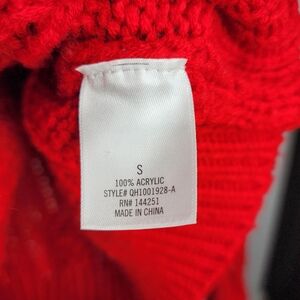 S
100% ACRYLIC
STYLE# QH1001928-A
RN# 144251
MADE IN CHINA